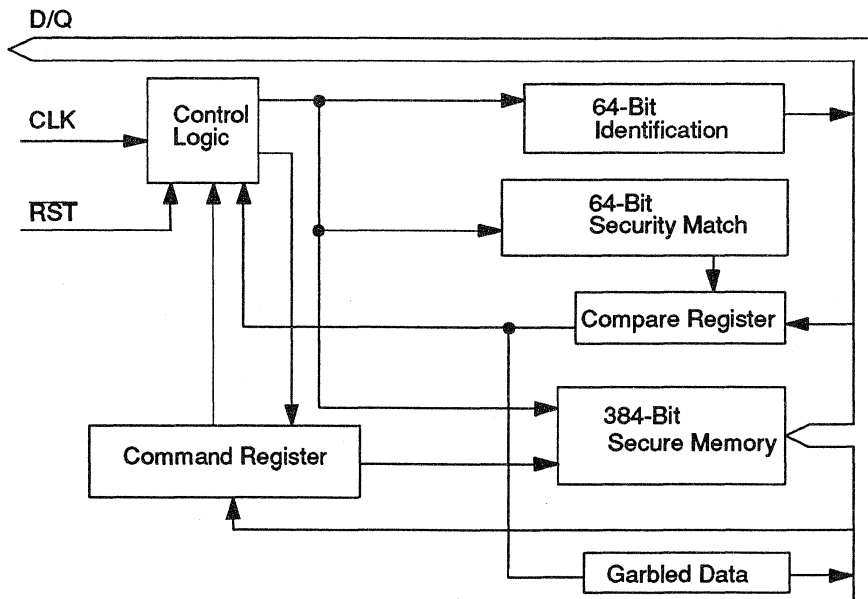 D/Q
CLK
RST
Control
Logic
64-Bit
Identification
64-Bit
Security Match
Compare Register
384-Bit
Secure Memory
Command Register
Garbled Data